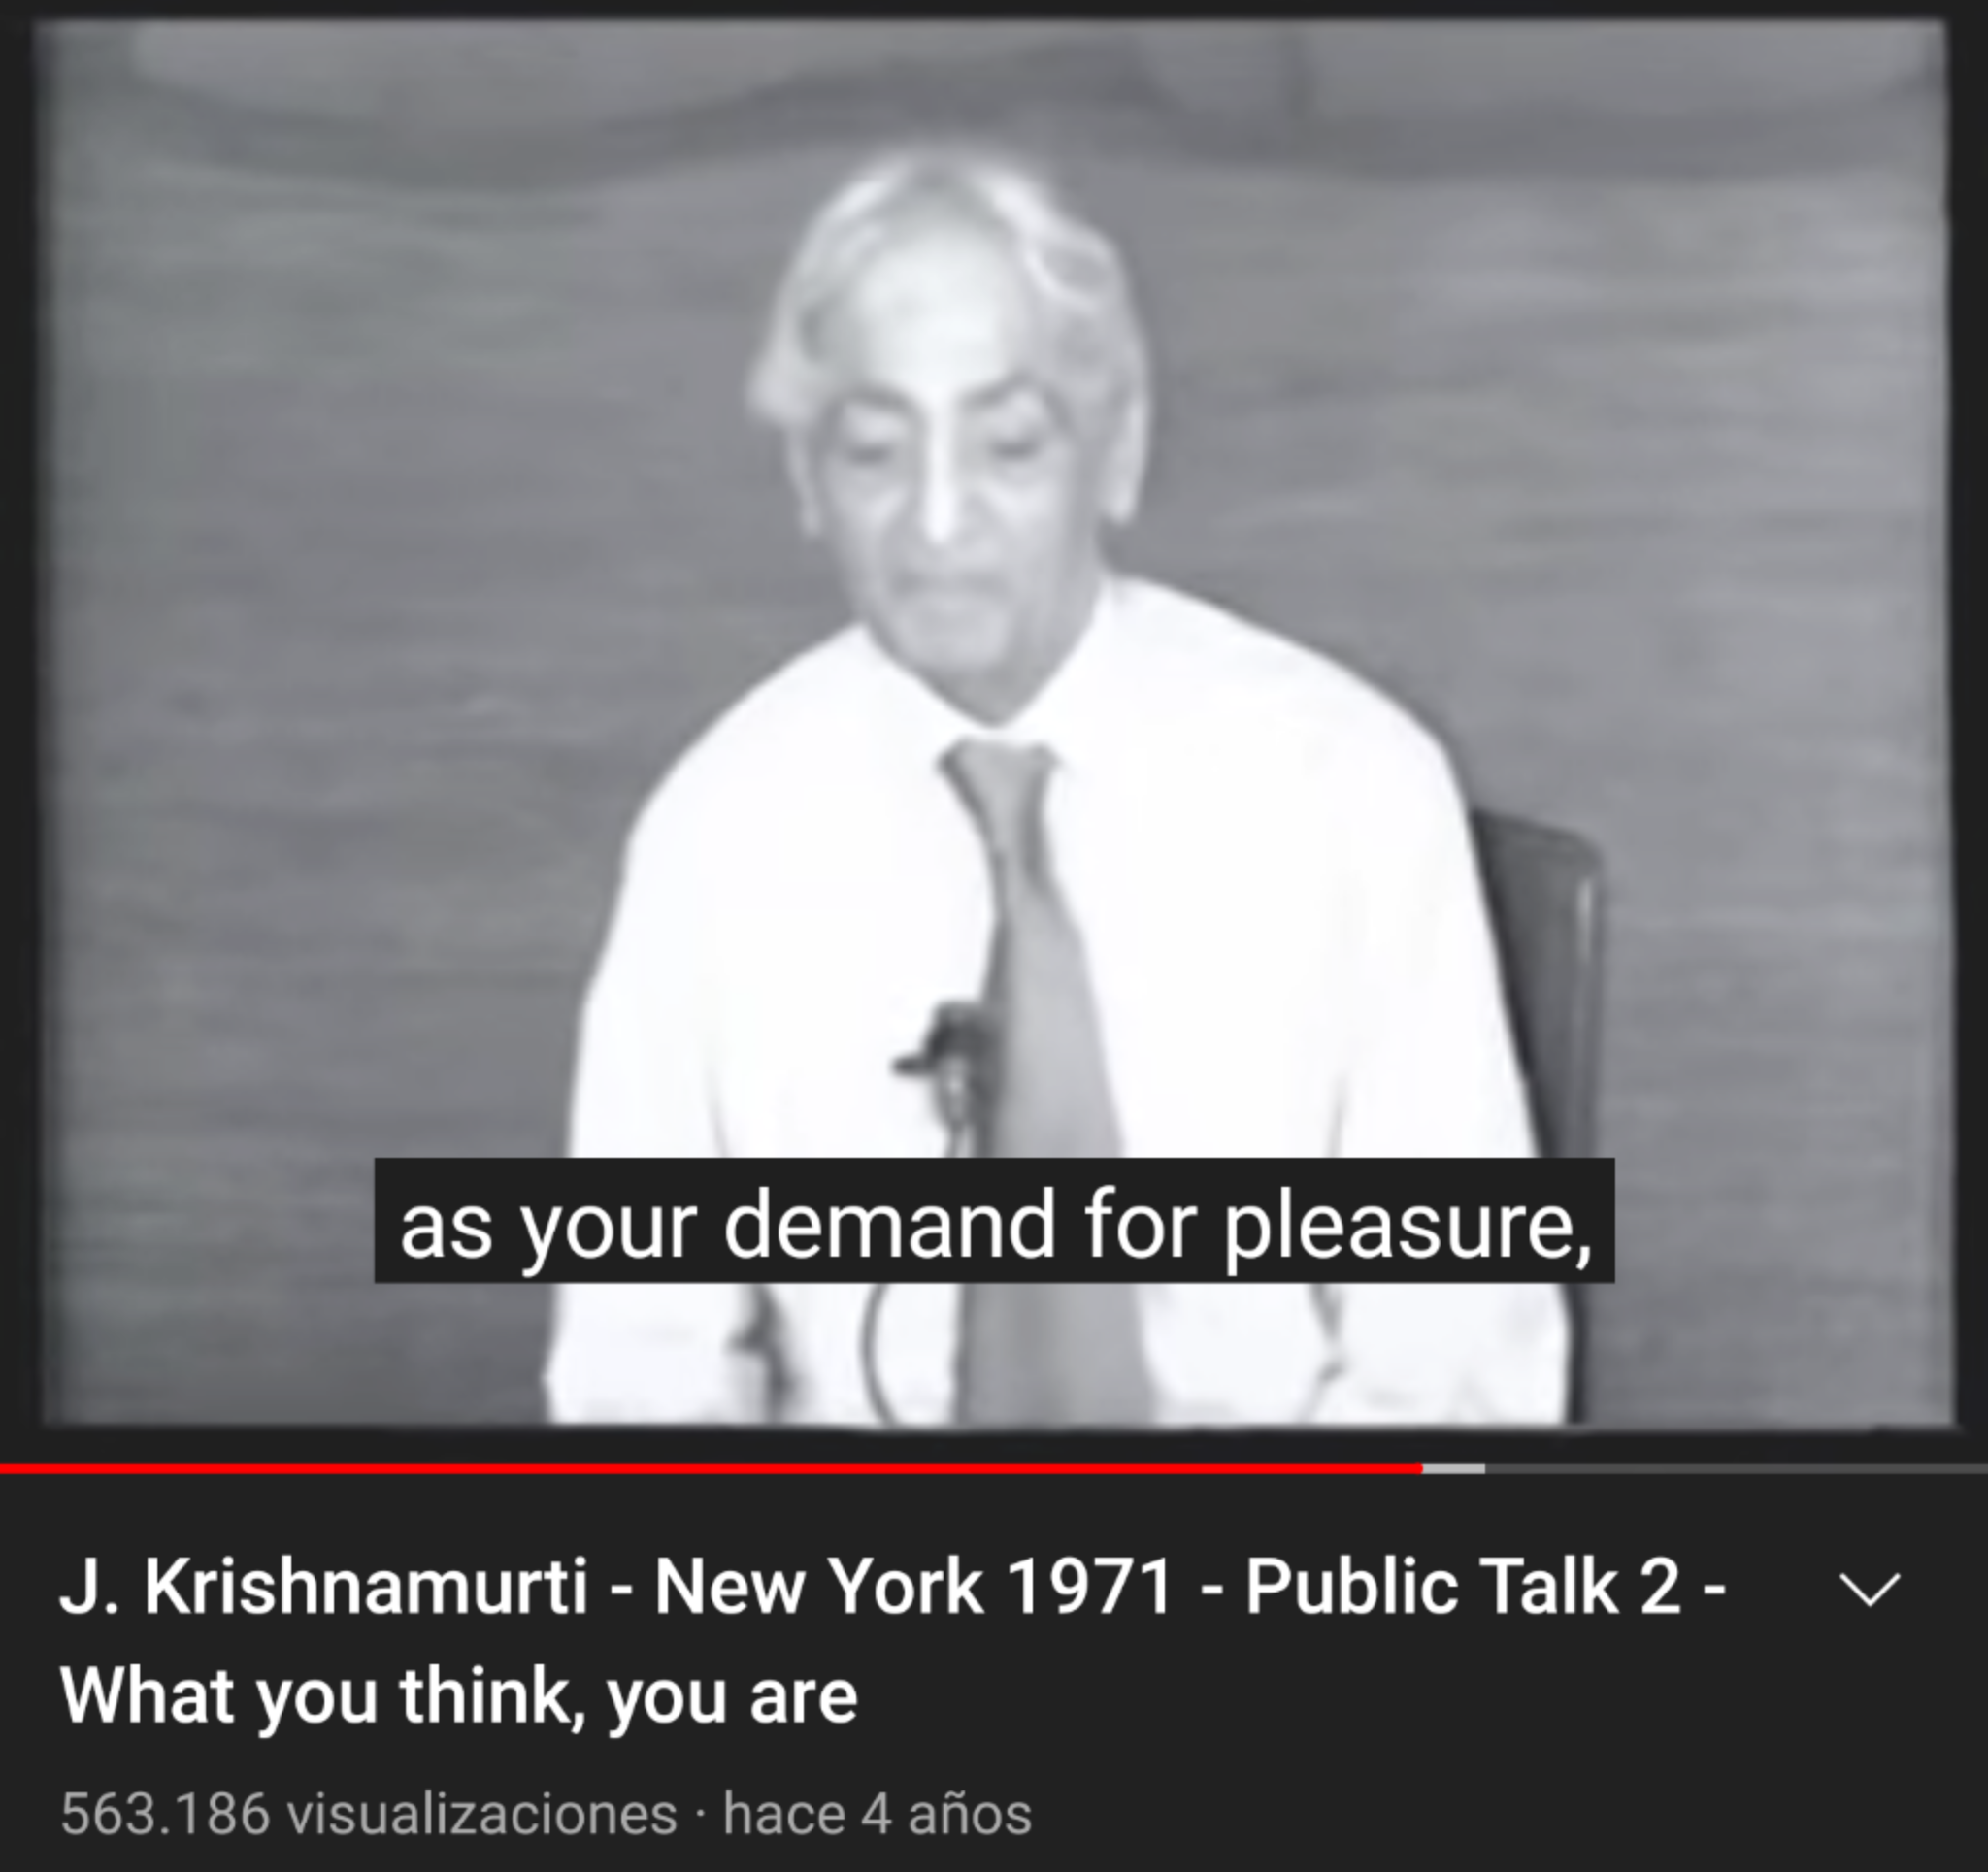 as your demand for pleasure,
J. Krishnamurti - New York 1971 - Public Talk 2 -
What you think, you are
563.186 visualizaciones · hace 4 años